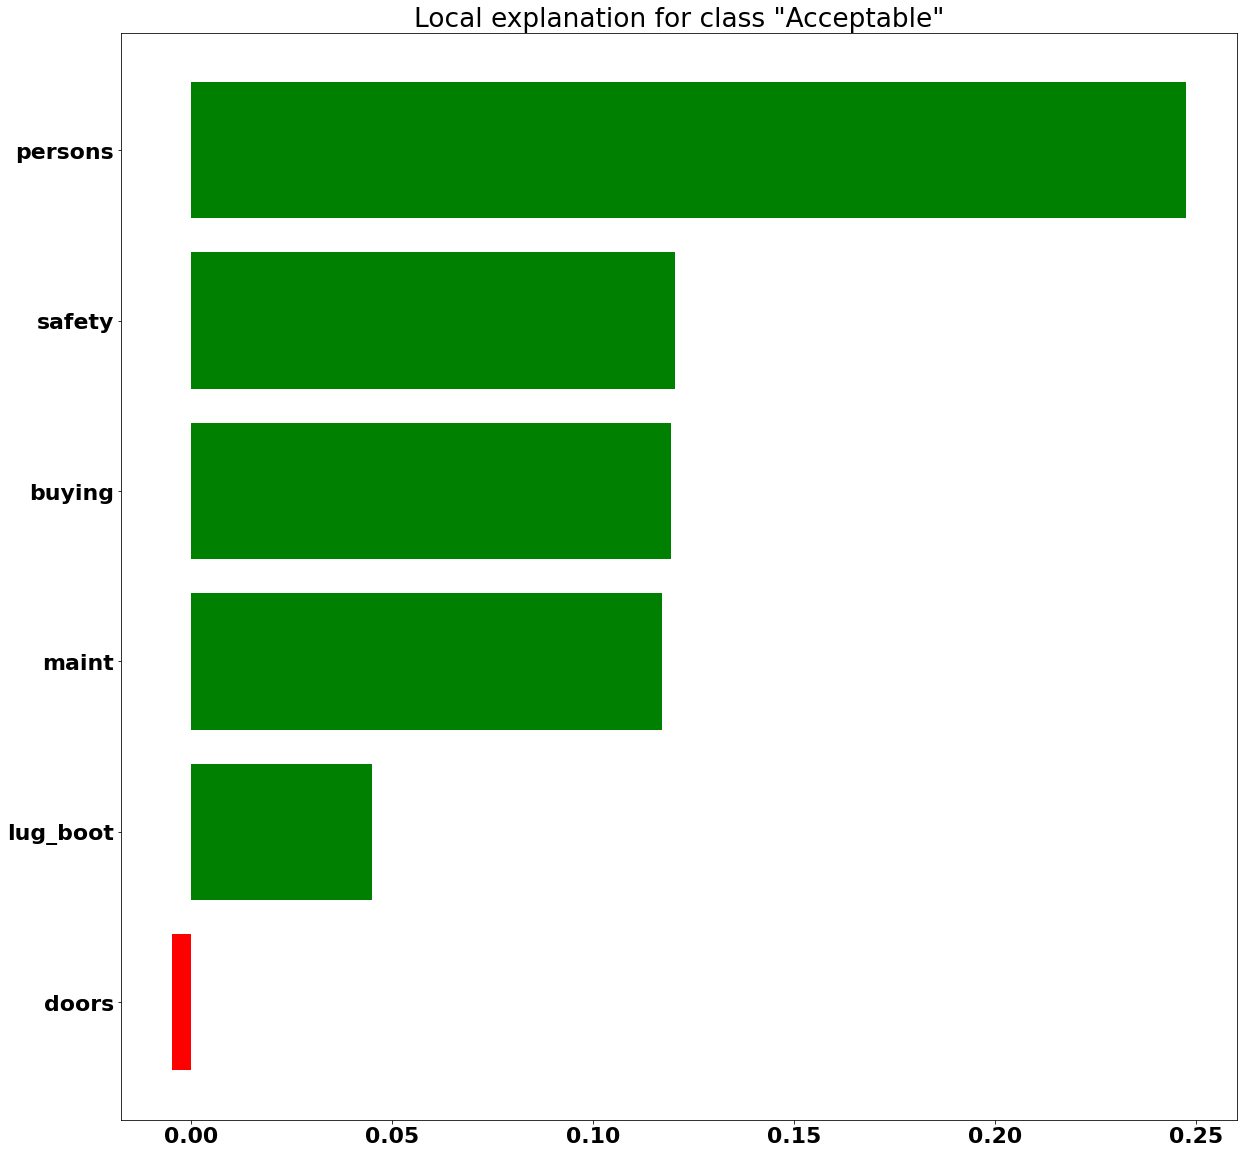 Local explanation for class "Acceptable"
persons
safety
buying
maint
lug_boot
doors
0.00 0.05 0.10 0.15 0.20 0.25